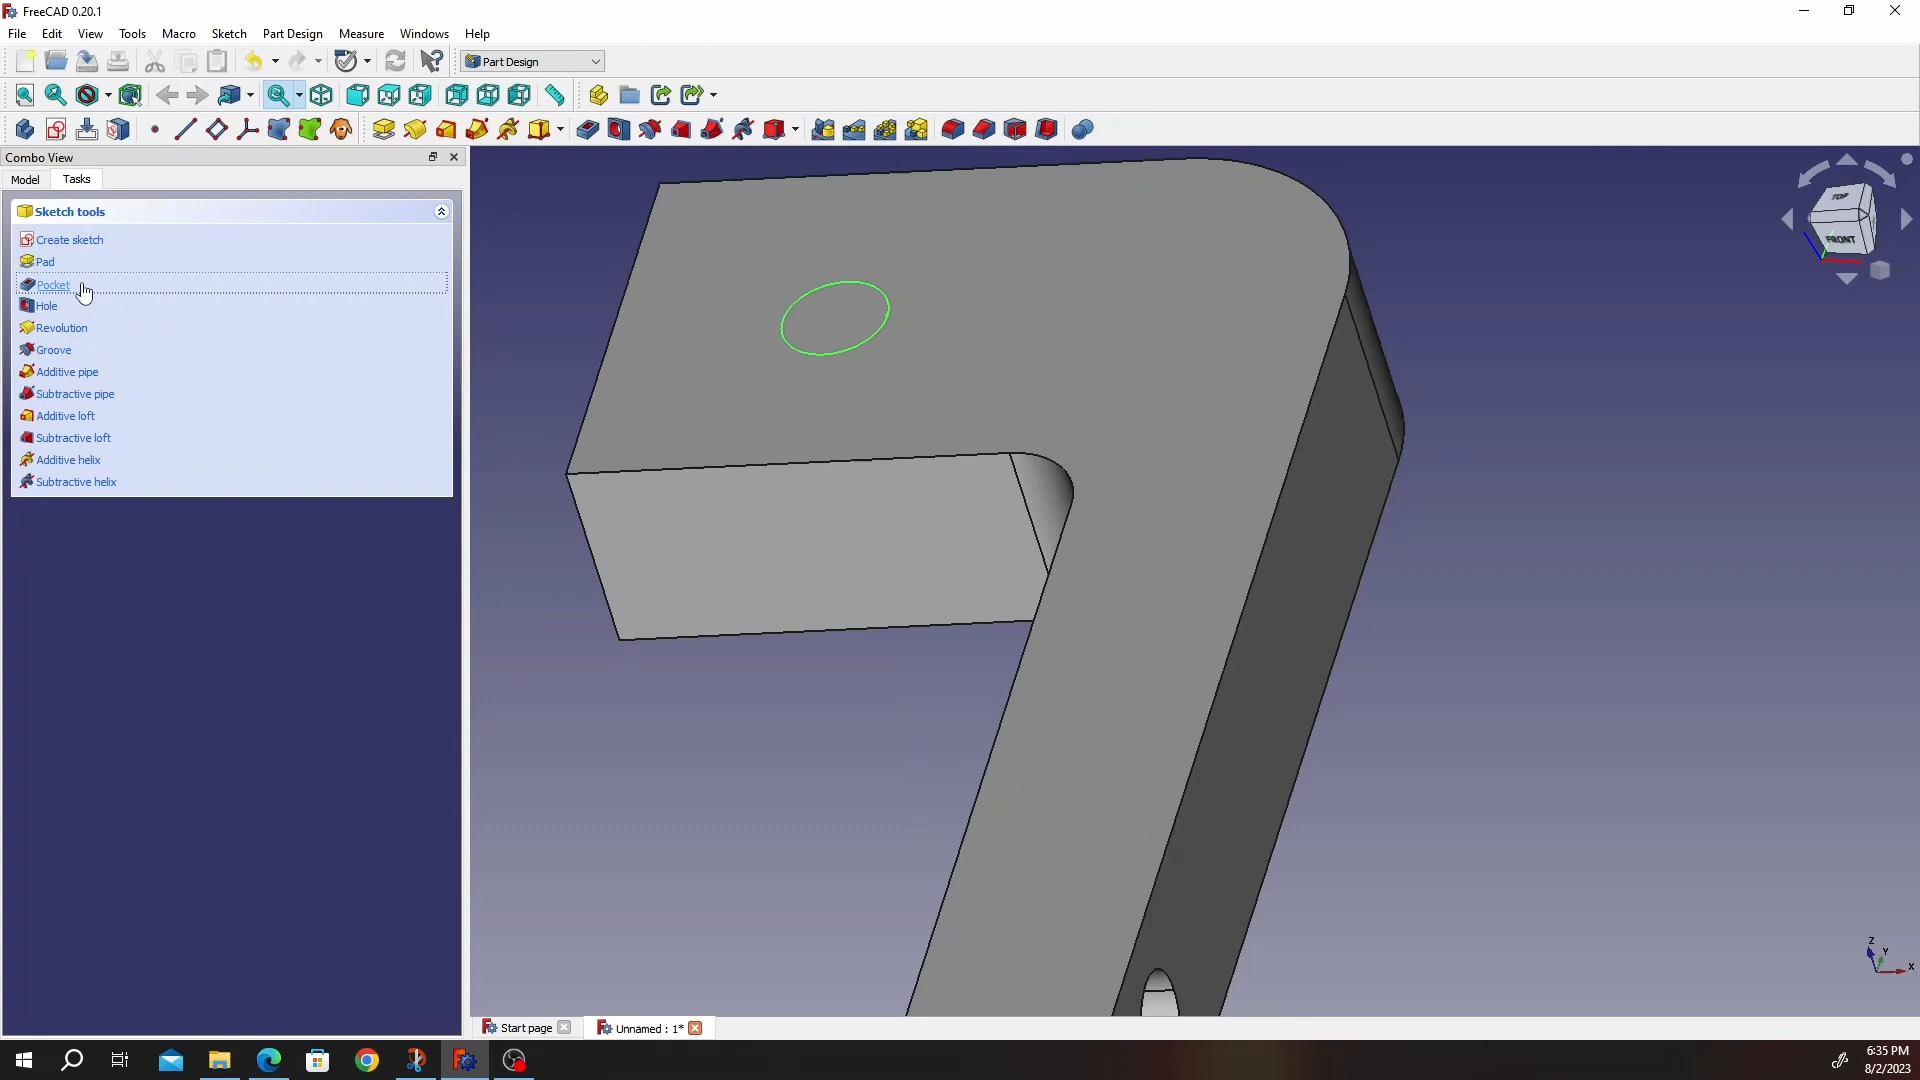 FreeCAD 0.20.1
File Edit View Tools Macro Sketch Part Design Measure Windows Help
Part Design
Combo View
Model Tasks
Sketch tools
Create sketch
Pad
Pocket
Hole
Revolution
Groove
Additive pipe
Subtractive pipe
Additive loft
Subtractive loft
Additive helix
Subtractive helix
TOP
FRONT
Z
Y
X
Start page
Unnamed : 1*
6:35 PM
8/2/2023